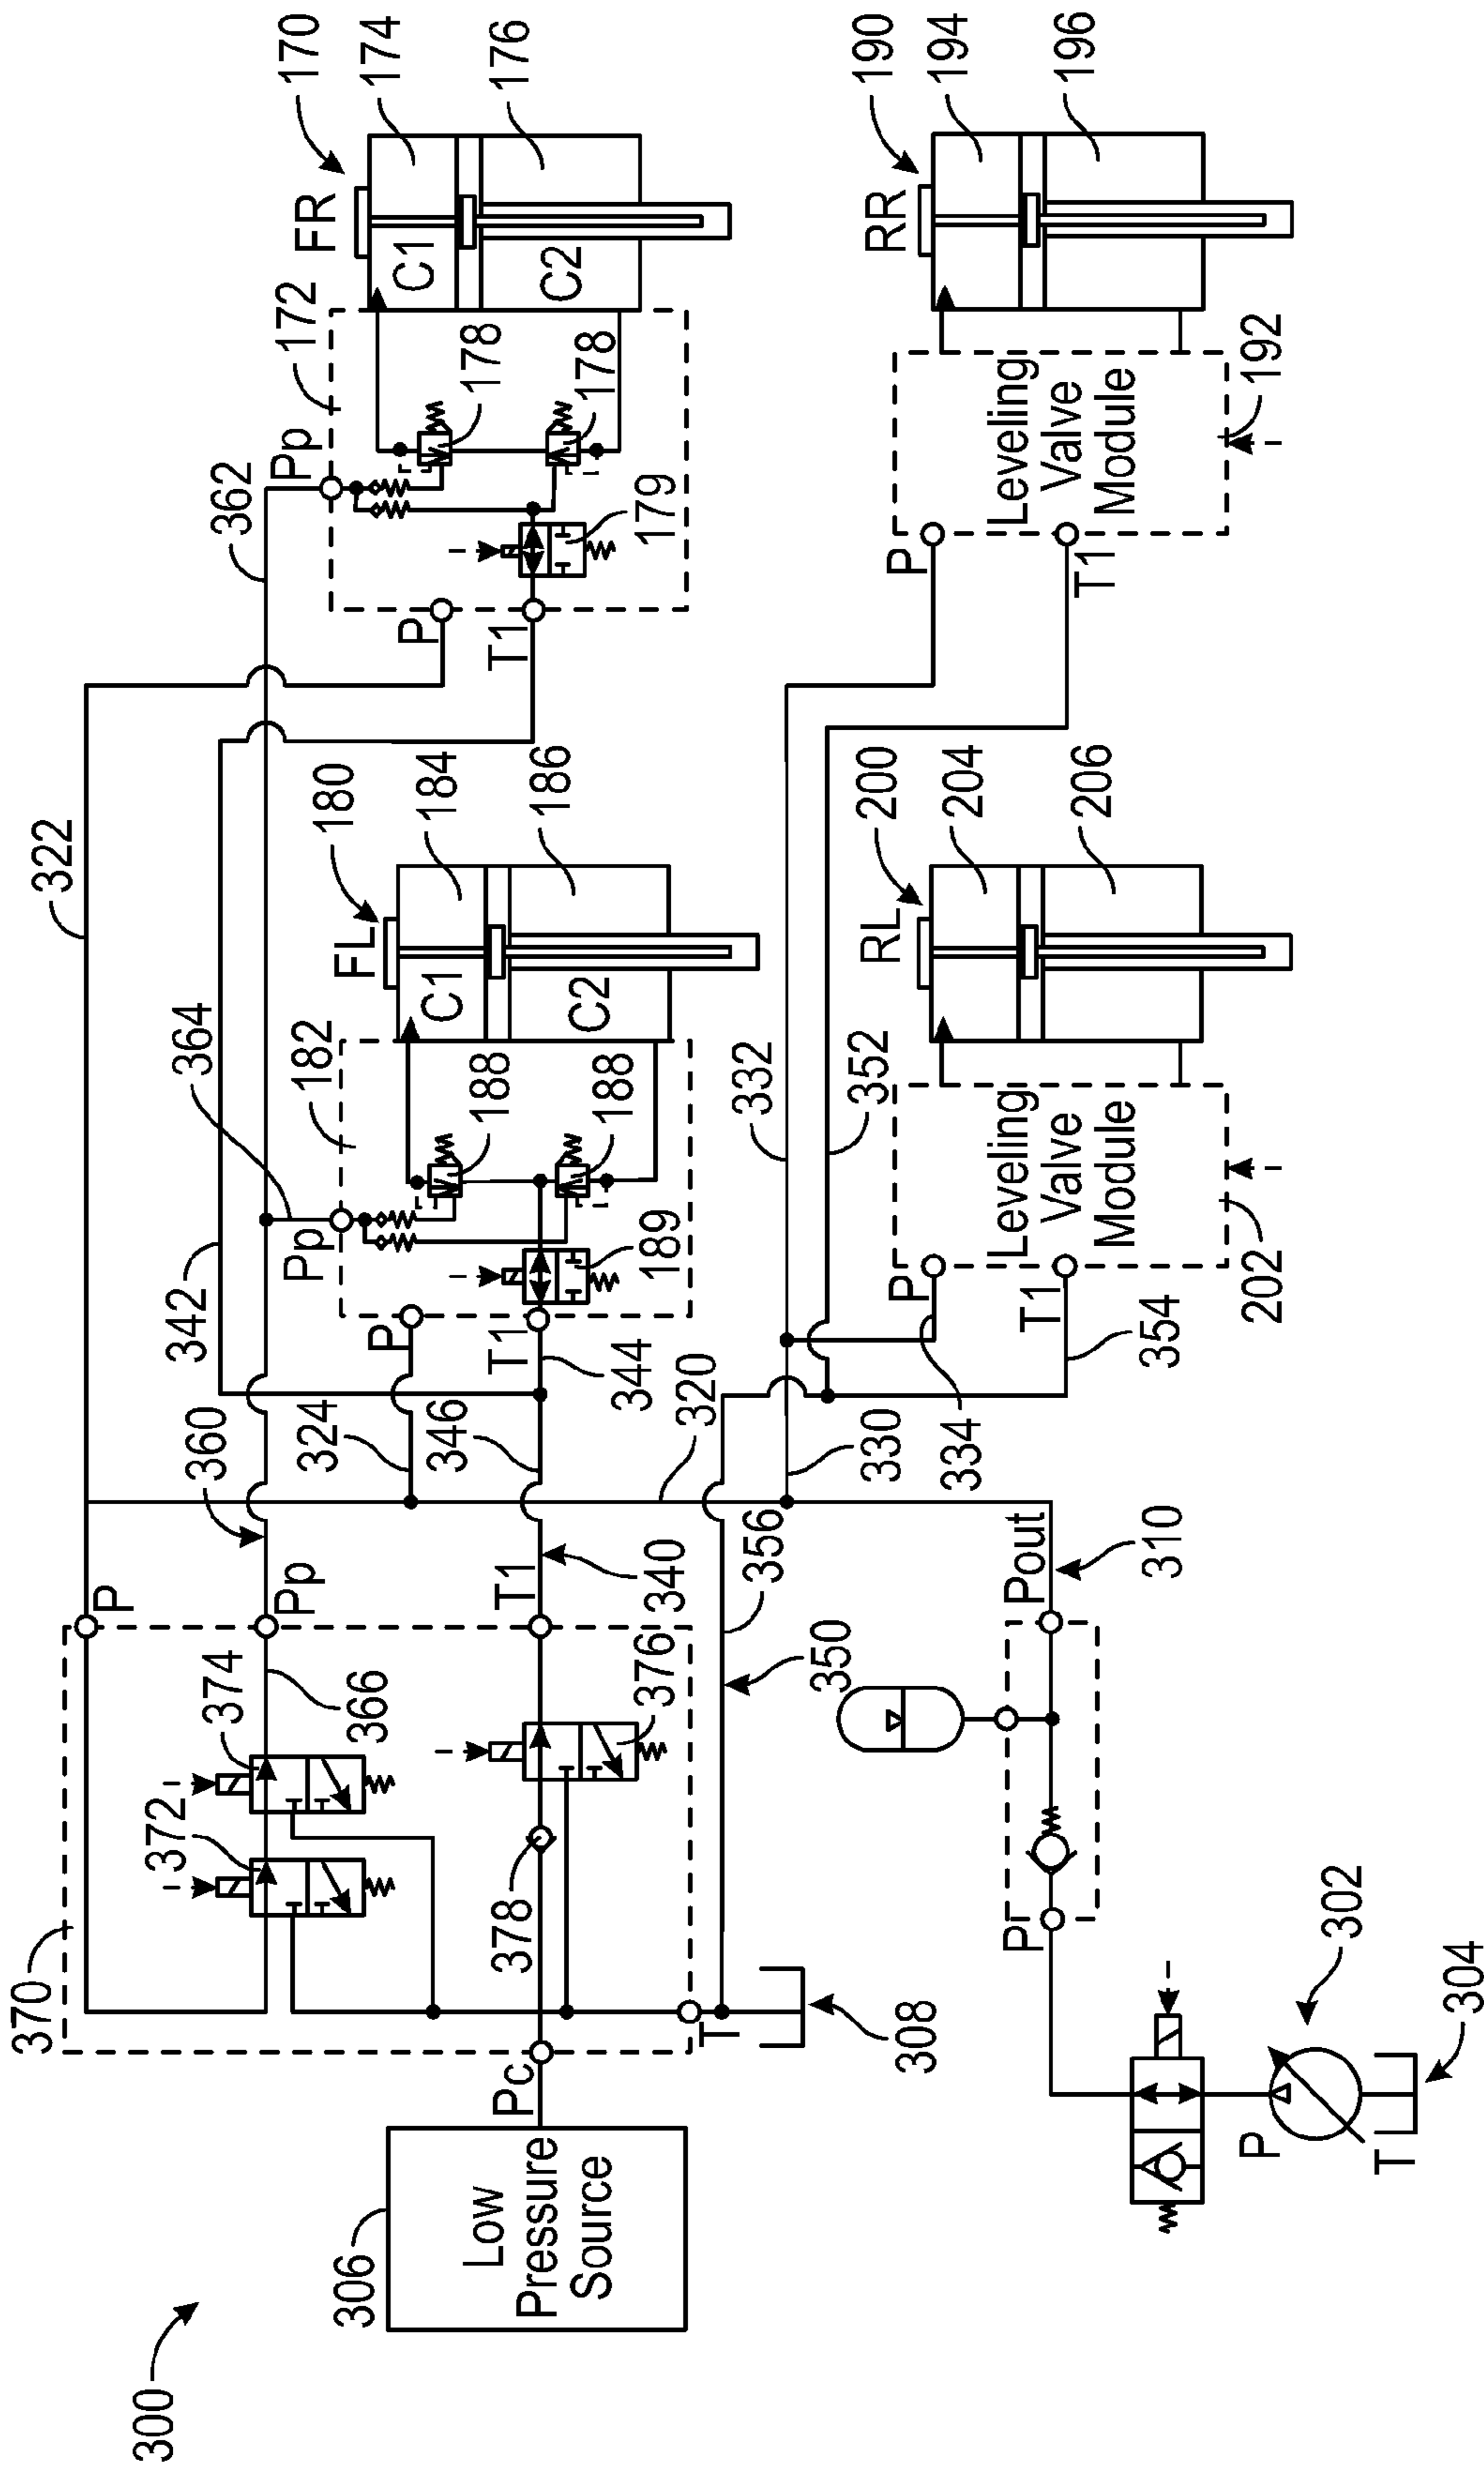 300
306
Low
Pressure
Source
Pc
370
372
374
366
378
376
P
Pp
T1
T
308
360
340
324
346
344
342
364
322
362
320
356
350
330
332
334
352
354
310
Pout
P
P
T
302
304
182
Pp
P
T1
188
188
189
180
FL
C1
C2
184
186
172
Pp
P
T1
178
178
179
170
FR
C1
C2
174
176
200
RL
204
206
P
T1
Leveling
Valve
Module
202
190
RR
194
196
P
T1
Leveling
Valve
Module
192